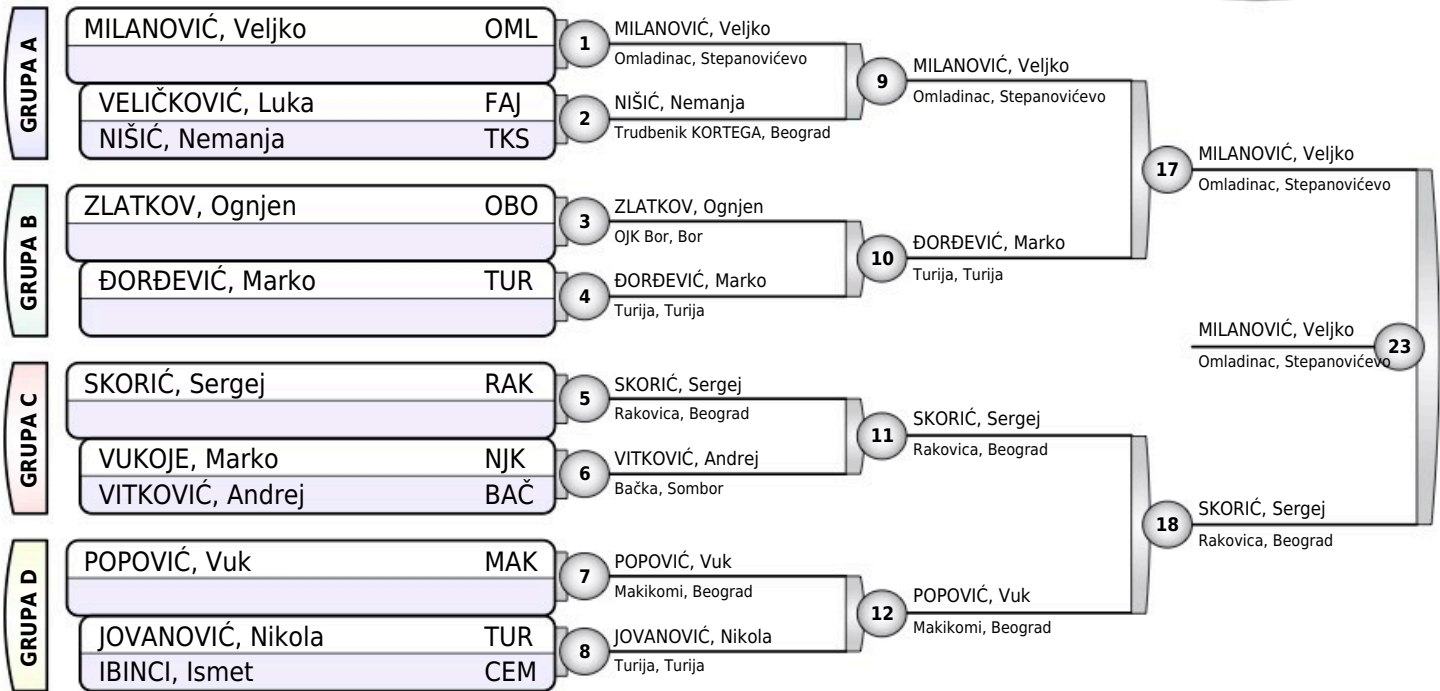 GRUPA A
MILANOVIĆ, Veljko OML
VELIČKOVIĆ, Luka FAJ
NIŠIĆ, Nemanja TKS
1
MILANOVIĆ, Veljko
Omladinac, Stepanovićevo
2
NIŠIĆ, Nemanja
Trudbenik KORTEGA, Beograd
9
MILANOVIĆ, Veljko
Omladinac, Stepanovićevo
GRUPA B
ZLATKOV, Ognjen OBO
ĐORĐEVIĆ, Marko TUR
3
ZLATKOV, Ognjen
OJK Bor, Bor
4
ĐORĐEVIĆ, Marko
Turija, Turija
10
ĐORĐEVIĆ, Marko
Turija, Turija
17
MILANOVIĆ, Veljko
Omladinac, Stepanovićevo
GRUPA C
SKORIĆ, Sergej RAK
VUKOJE, Marko NJK
VITKOVIĆ, Andrej BAČ
5
SKORIĆ, Sergej
Rakovica, Beograd
6
VITKOVIĆ, Andrej
Bačka, Sombor
11
SKORIĆ, Sergej
Rakovica, Beograd
GRUPA D
POPOVIĆ, Vuk MAK
JOVANOVIĆ, Nikola TUR
IBINCI, Ismet CEM
7
POPOVIĆ, Vuk
Makikomi, Beograd
8
JOVANOVIĆ, Nikola
Turija, Turija
12
POPOVIĆ, Vuk
Makikomi, Beograd
18
SKORIĆ, Sergej
Rakovica, Beograd
MILANOVIĆ, Veljko
Omladinac, Stepanovićevo
23